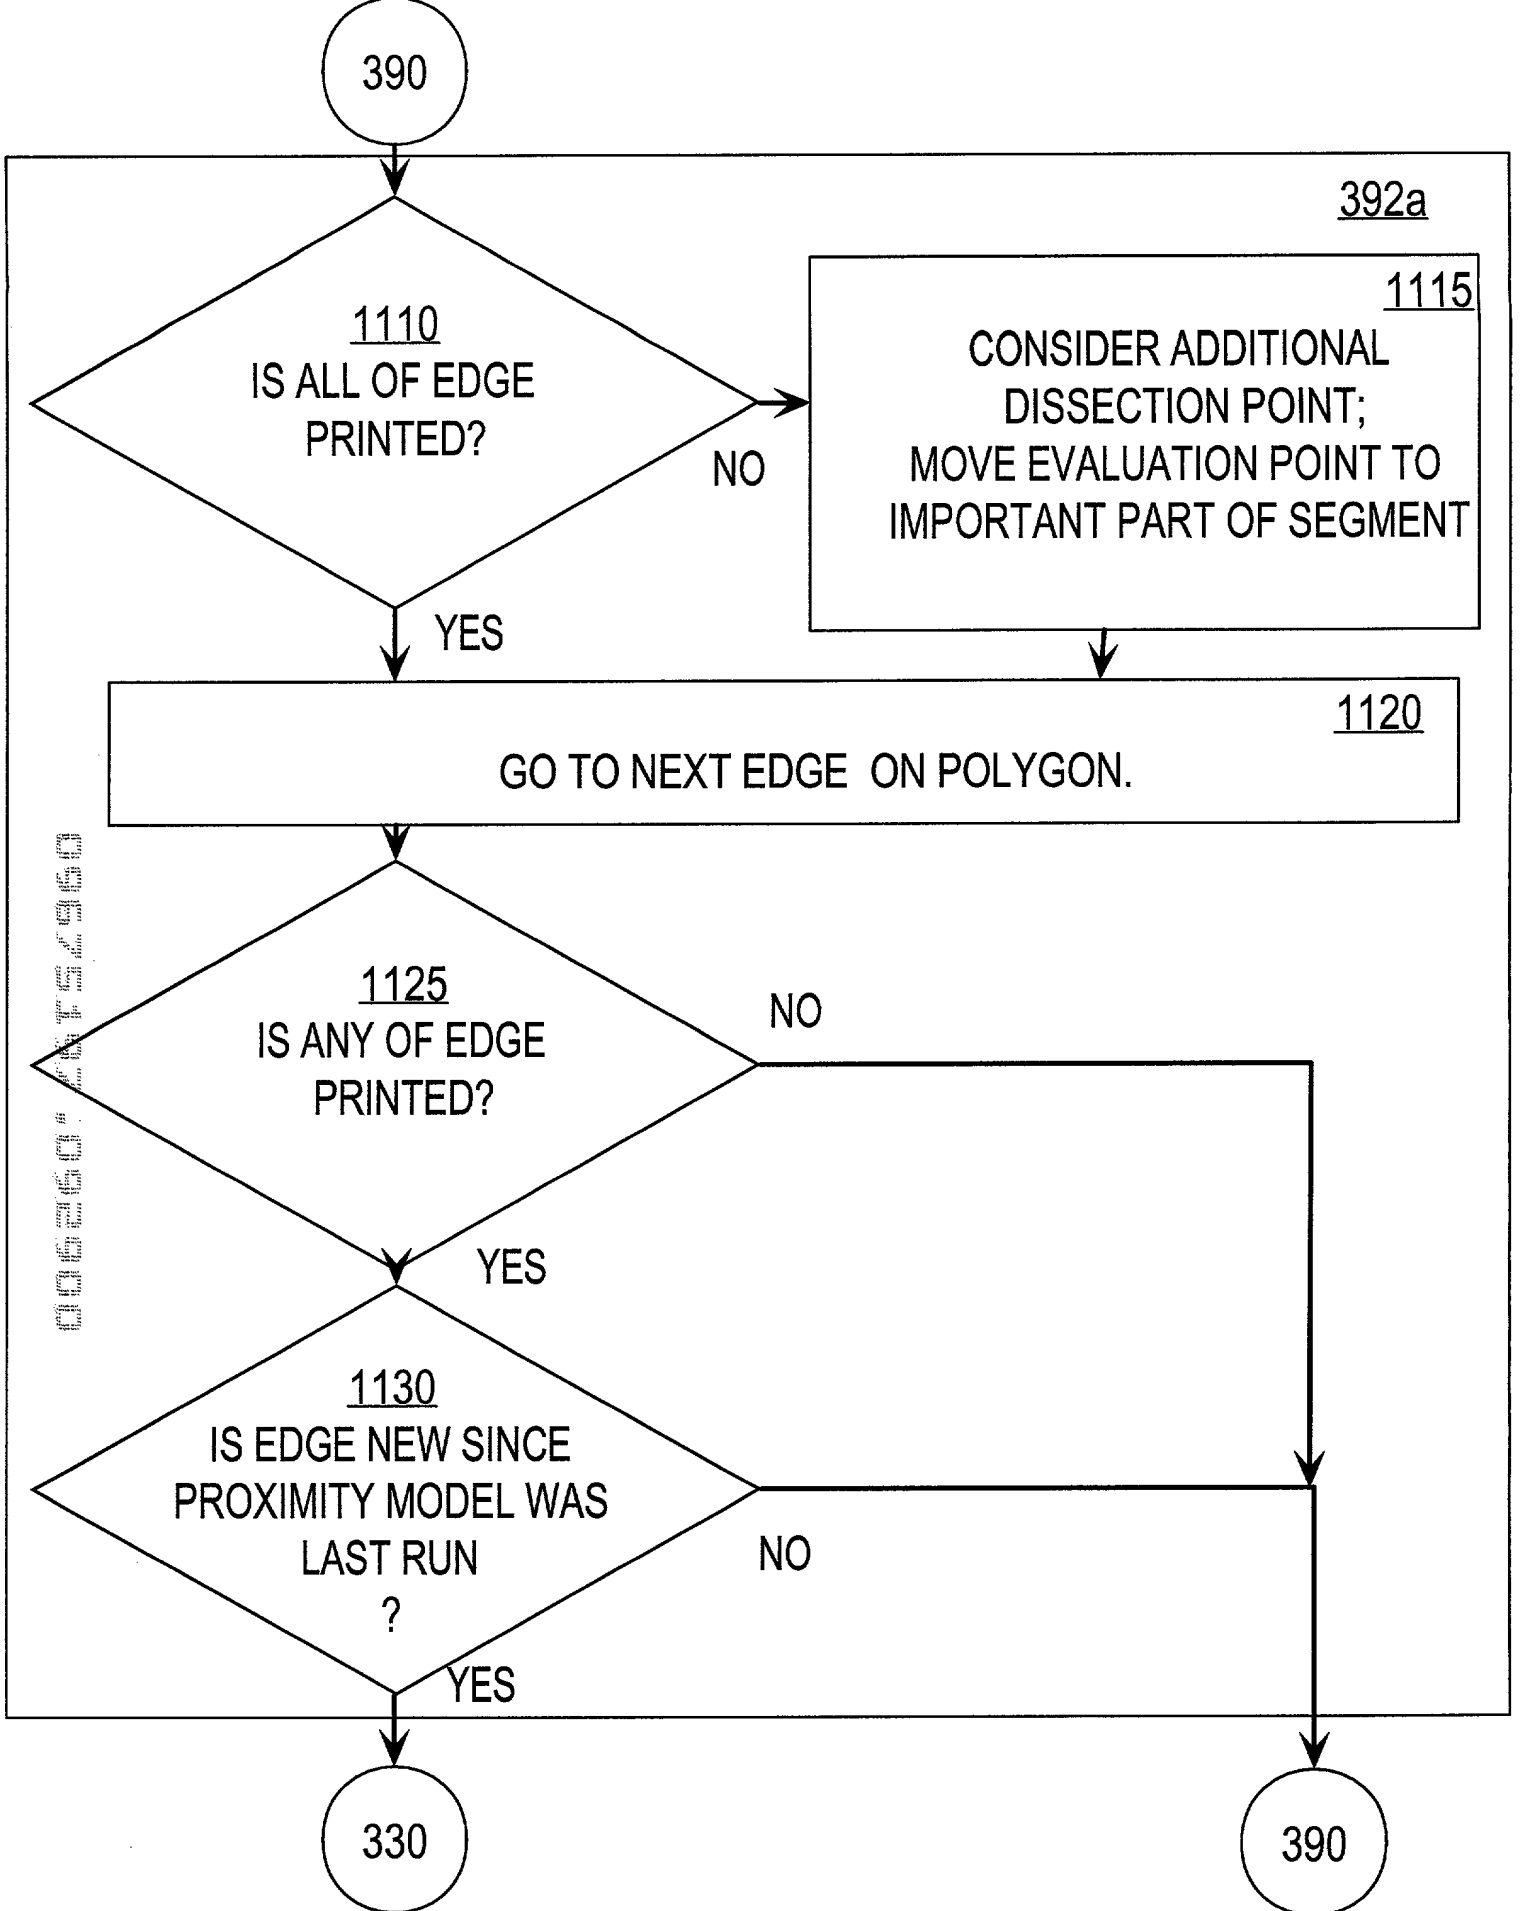 390
392a
1110
IS ALL OF EDGE
PRINTED?
NO
1115
CONSIDER ADDITIONAL
DISSECTION POINT;
MOVE EVALUATION POINT TO
IMPORTANT PART OF SEGMENT
YES
1120
GO TO NEXT EDGE ON POLYGON.
1125
IS ANY OF EDGE
PRINTED?
NO
YES
1130
IS EDGE NEW SINCE
PROXIMITY MODEL WAS
LAST RUN
?
NO
YES
330
390